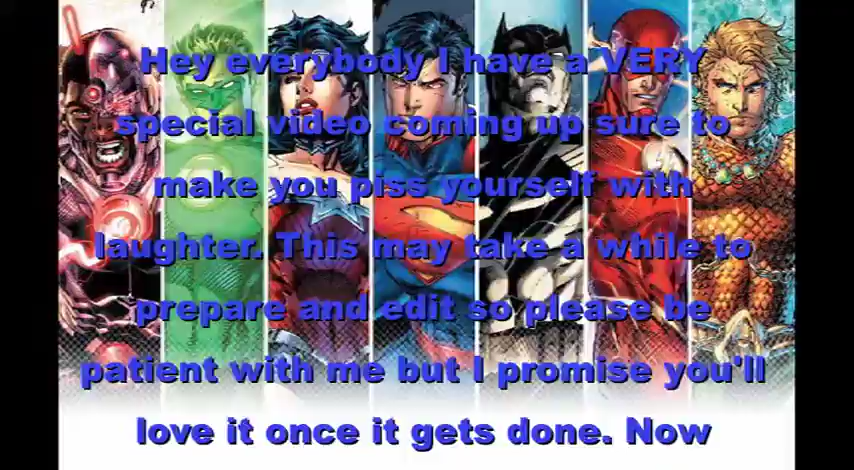 Hey everybody I have a VERY
special video coming up sure to
make you piss yourself with
laughter. This may take a while to
prepare and edit so please be
patient with me but I promise you'll
love it once it gets done. Now